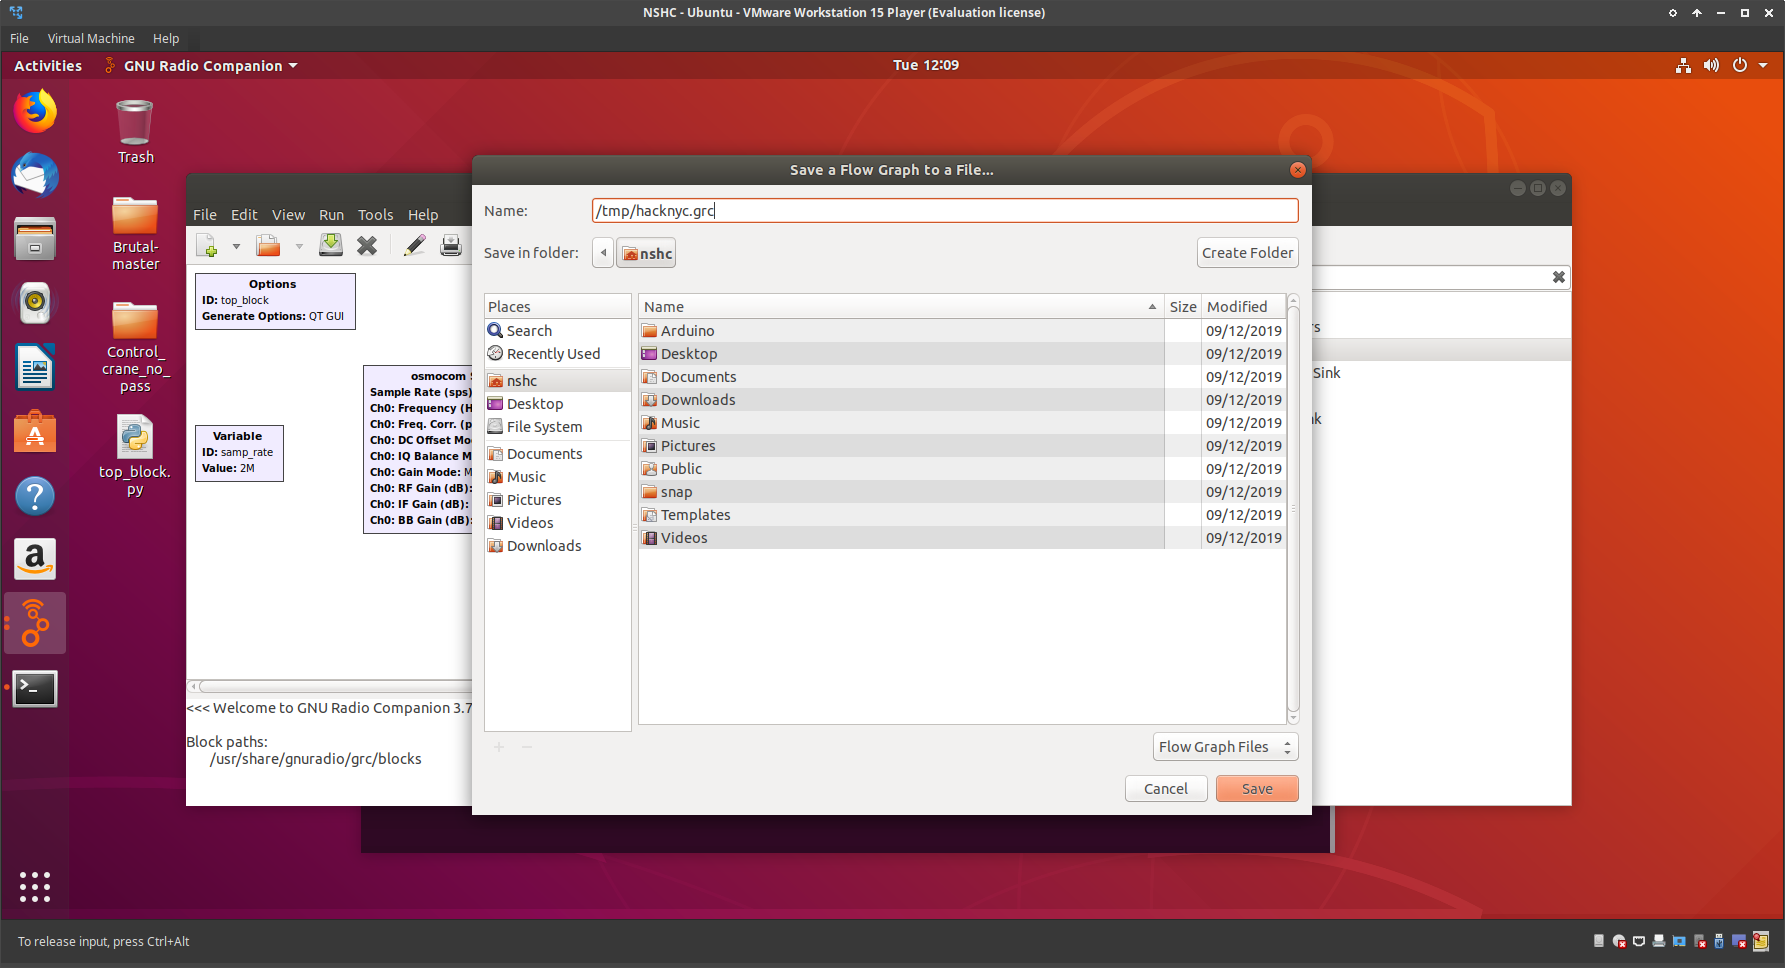 NSHC - Ubuntu - VMware Workstation 15 Player (Evaluation license)
File Virtual Machine Help
Activities GNU Radio Companion Tue 12:09
Trash
Brutal-
master
Control_
crane_no_
pass
top_block.
py
File Edit View Run Tools Help
Options
ID: top_block
Generate Options: QT GUI
Variable
ID: samp_rate
Value: 2M
osmocom
Sample Rate (sps)
Ch0: Frequency (H
Ch0: Freq. Corr. (p
Ch0: DC Offset Mo
Ch0: IQ Balance M
Ch0: Gain Mode: M
Ch0: RF Gain (dB):
Ch0: IF Gain (dB):
Ch0: BB Gain (dB):
<<< Welcome to GNU Radio Companion 3.7
Block paths:
/usr/share/gnuradio/grc/blocks
Save a Flow Graph to a File...
Name: /tmp/hacknyc.grc
Save in folder: nshc Create Folder
Places
Search
Recently Used
nshc
Desktop
File System
Documents
Music
Pictures
Videos
Downloads
Name Size Modified
Arduino 09/12/2019
Desktop 09/12/2019
Documents 09/12/2019
Downloads 09/12/2019
Music 09/12/2019
Pictures 09/12/2019
Public 09/12/2019
snap 09/12/2019
Templates 09/12/2019
Videos 09/12/2019
Flow Graph Files
Cancel Save
rs
Sink
nk
To release input, press Ctrl+Alt